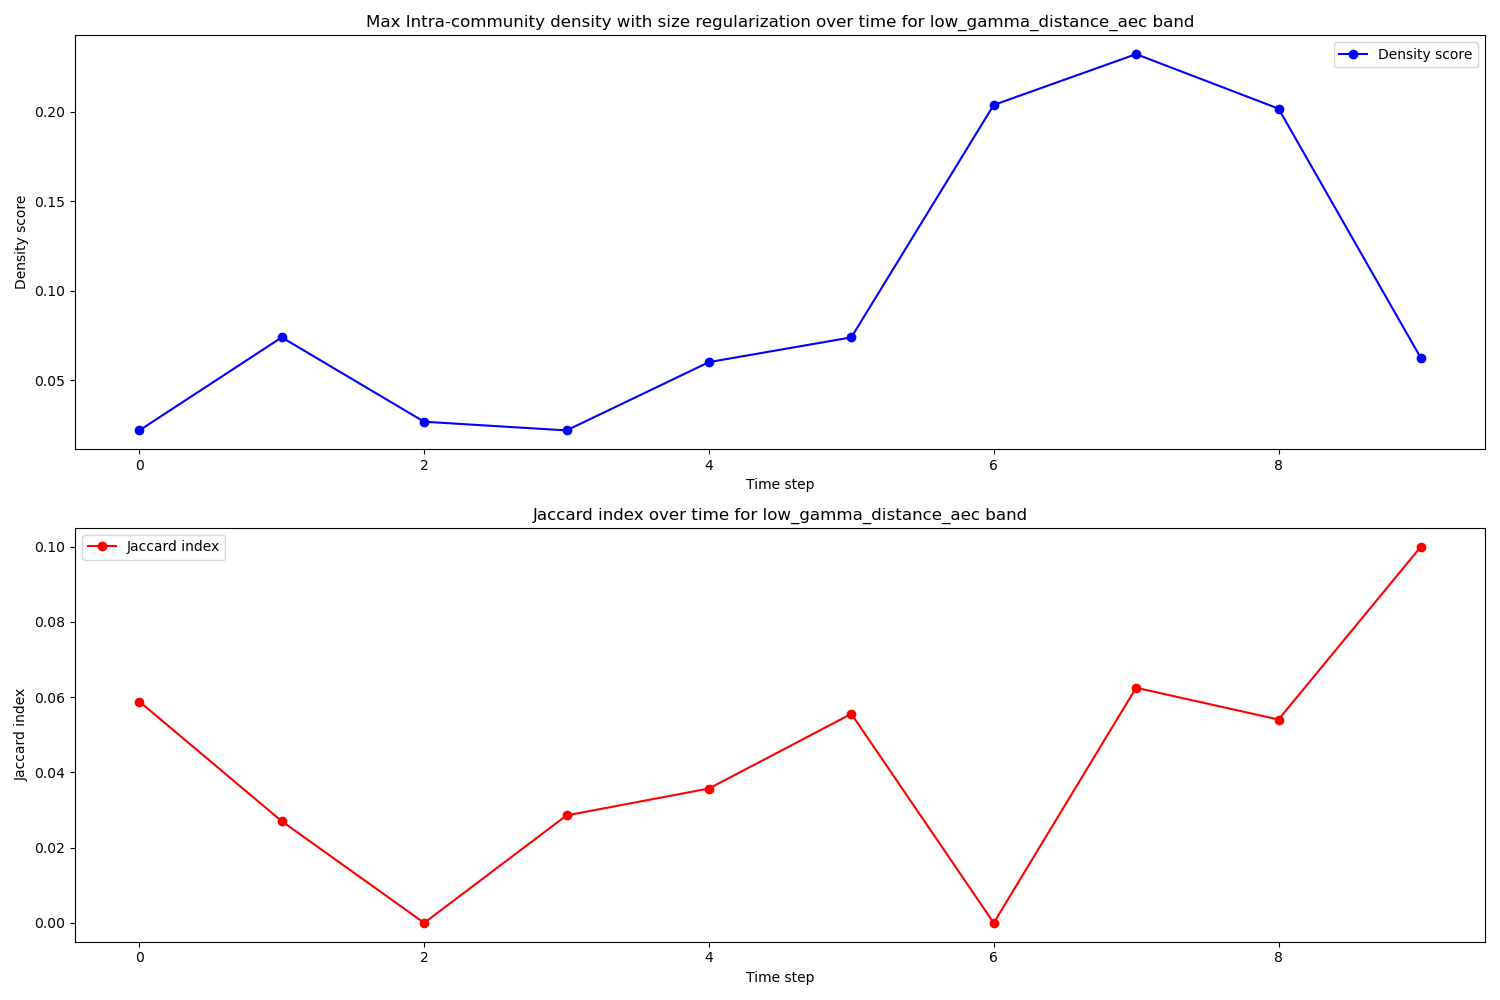 Max Intra-community density with size regularization over time for low_gamma_distance_aec band
Density score
0.20
0.15
0.10
0.05
Density score
0 2 4 6 8
Time step
Jaccard index over time for low_gamma_distance_aec band
Jaccard index
0.10
0.08
0.06
0.04
0.02
0.00
Jaccard index
0 2 4 6 8
Time step